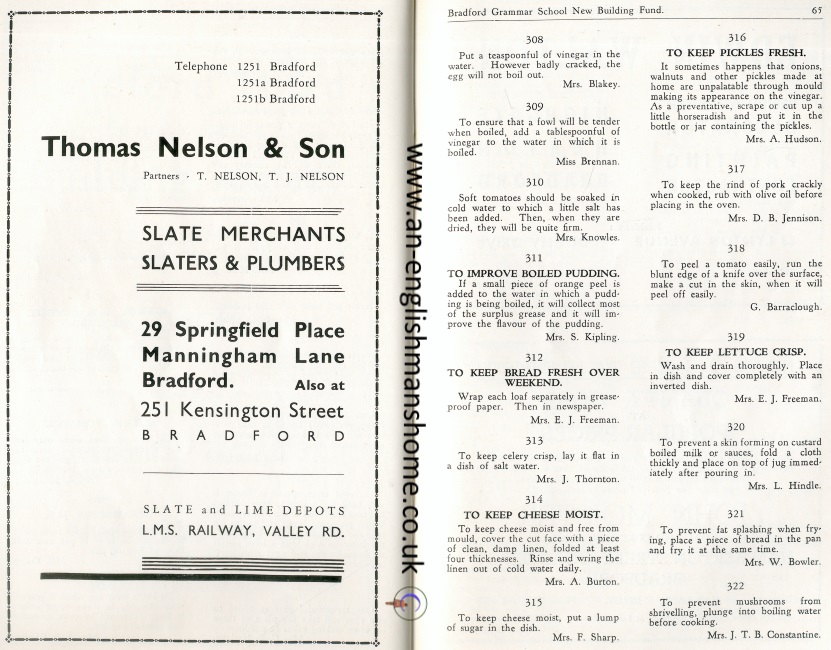 Telephone 1251 Bradford
1251a Bradford
1251b Bradford
Thomas Nelson & Son
Partners - T. NELSON, T. J. NELSON
SLATE MERCHANTS
SLATERS & PLUMBERS
29 Springfield Place
Manningham Lane
Bradford. Also at
251 Kensington Street
BRADFORD
SLATE and LIME DEPOTS
L.M.S. RAILWAY, VALLEY RD.
www.an-englishmanshome.co.uk
Bradford Grammar School New Building Fund. 65
308
Put a teaspoonful of vinegar in the
water. However badly cracked, the
egg will not boil out.
Mrs. Blakey.
309
To ensure that a fowl will be tender
when boiled, add a tablespoonful of
vinegar to the water in which it is
boiled.
Miss Brennan.
310
Soft tomatoes should be soaked in
cold water to which a little salt has
been added. Then, when they are
dried, they will be quite firm.
Mrs. Knowles.
311
TO IMPROVE BOILED PUDDING.
If a small piece of orange peel is
added to the water in which a pudd-
ing is being boiled, it will collect most
of the surplus grease and it will im-
prove the flavour of the pudding.
Mrs. S. Kipling.
312
TO KEEP BREAD FRESH OVER
WEEKEND.
Wrap each loaf separately in grease-
proof paper. Then in newspaper.
Mrs. E. J. Freeman.
313
To keep celery crisp, lay it flat in
a dish of salt water.
Mrs. J. Thornton.
314
TO KEEP CHEESE MOIST.
To keep cheese moist and free from
mould, cover the cut face with a piece
of clean, damp linen, folded at least
four thicknesses. Rinse and wring the
linen out of cold water daily.
Mrs. A. Burton.
315
To keep cheese moist, put a lump
of sugar in the dish.
Mrs. F. Sharp.
316
TO KEEP PICKLES FRESH.
It sometimes happens that onions,
walnuts and other pickles made at
home are unpalatable through mould
making its appearance on the vinegar.
As a preventative, scrape or cut up a
little horseradish and put it in the
bottle or jar containing the pickles.
Mrs. A. Hudson.
317
To keep the rind of pork crackly
when cooked, rub with olive oil before
placing in the oven.
Mrs. D. B. Jennison.
318
To peel a tomato easily, run the
blunt edge of a knife over the surface,
make a cut in the skin, when it will
peel off easily.
G. Barraclough.
319
TO KEEP LETTUCE CRISP.
Wash and drain thoroughly. Place
in dish and cover completely with an
inverted dish.
Mrs. E. J. Freeman.
320
To prevent a skin forming on custard
boiled milk or sauces, fold a cloth
thickly and place on top of jug immed-
iately after pouring in.
Mrs. L. Hindle.
321
To prevent fat splashing when fry-
ing, place a piece of bread in the pan
and fry it at the same time.
Mrs. W. Bowler.
322
To prevent mushrooms from
shrivelling, plunge into boiling water
before cooking.
Mrs. J. T. B. Constantine.